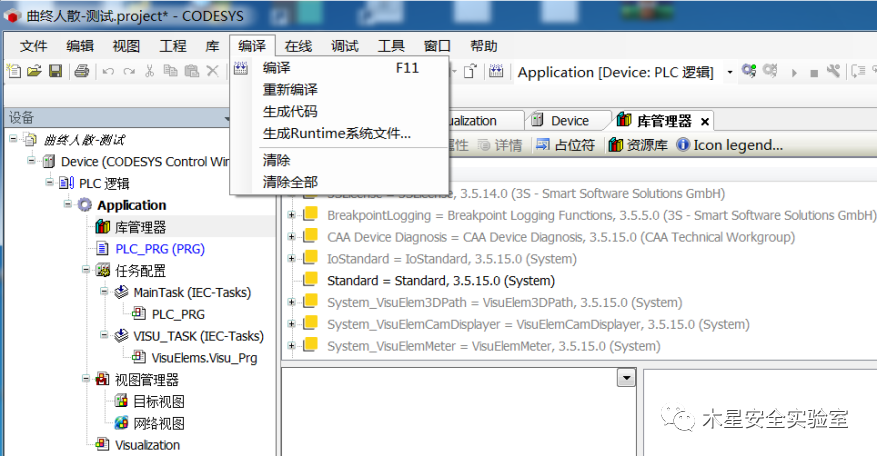 曲终人散-测试.project* - CODESYS
文件 编辑 视图 工程 库 编译 在线 调试 工具 窗口 帮助
Application [Device: PLC 逻辑]
编译 F11
重新编译
生成代码
生成Runtime系统文件...
清除
清除全部
设备
曲终人散-测试
Device (CODESYS Control Win
PLC 逻辑
Application
库管理器
PLC_PRG (PRG)
任务配置
MainTask (IEC-Tasks)
PLC_PRG
VISU_TASK (IEC-Tasks)
VisuElems.Visu_Prg
视图管理器
目标视图
网络视图
Visualization
ualization Device 库管理器
属性 详情 占位符 资源库 Icon legend...
3SLicense = 3SLicense, 3.5.14.0 (3S - Smart Software Solutions GmbH)
BreakpointLogging = Breakpoint Logging Functions, 3.5.5.0 (3S - Smart Software Solutions GmbH)
CAA Device Diagnosis = CAA Device Diagnosis, 3.5.15.0 (CAA Technical Workgroup)
IoStandard = IoStandard, 3.5.15.0 (System)
Standard = Standard, 3.5.15.0 (System)
System_VisuElem3DPath = VisuElem3DPath, 3.5.15.0 (System)
System_VisuElemCamDisplayer = VisuElemCamDisplayer, 3.5.15.0 (System)
System_VisuElemMeter = VisuElemMeter, 3.5.15.0 (System)
木星安全实验室